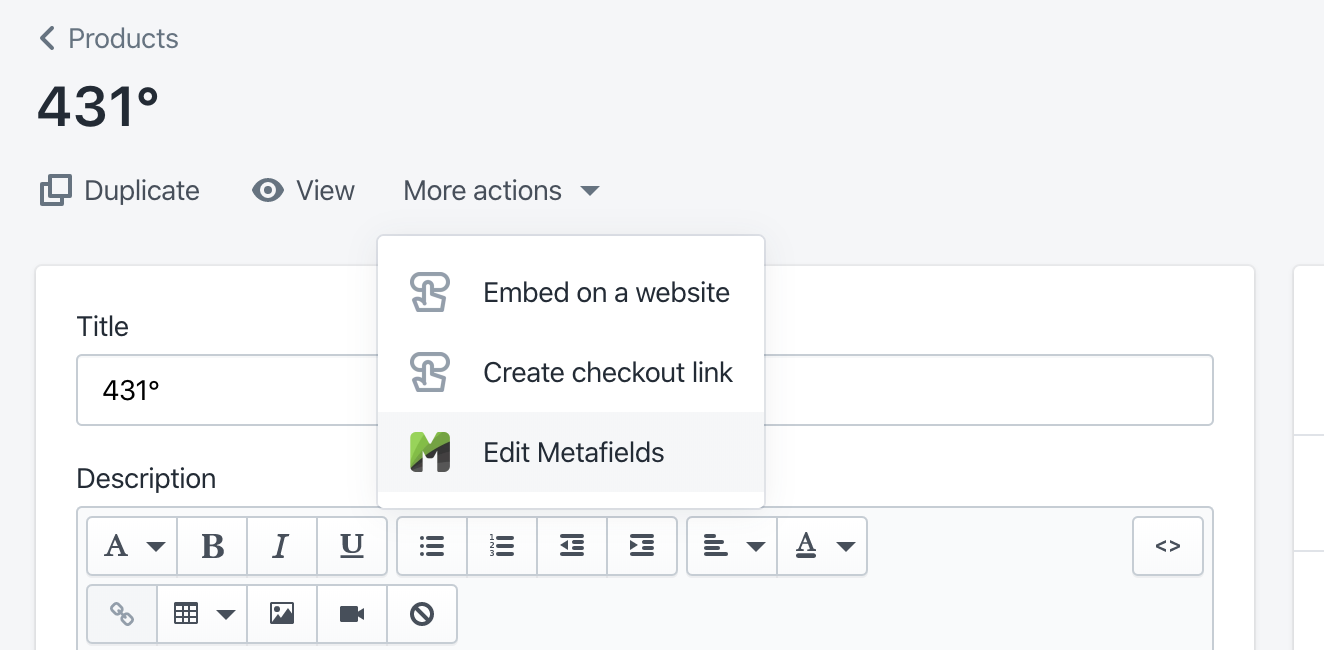 Products
431°
Duplicate View More actions
Embed on a website
Create checkout link
Edit Metafields
Title
431°
Description
A B I U A <>